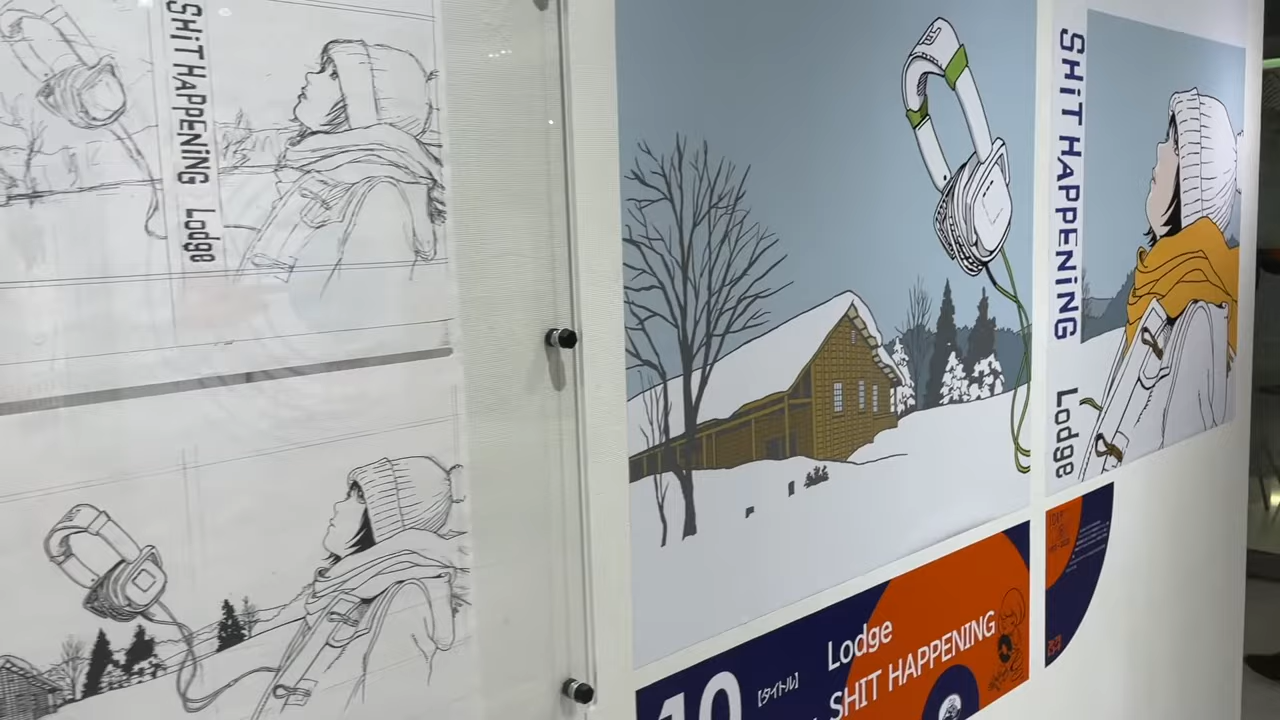 SHiT HAPPENiNG Lodge
SHiT HAPPENiNG Lodge
10
[タイトル]
Lodge
SHIT HAPPENING